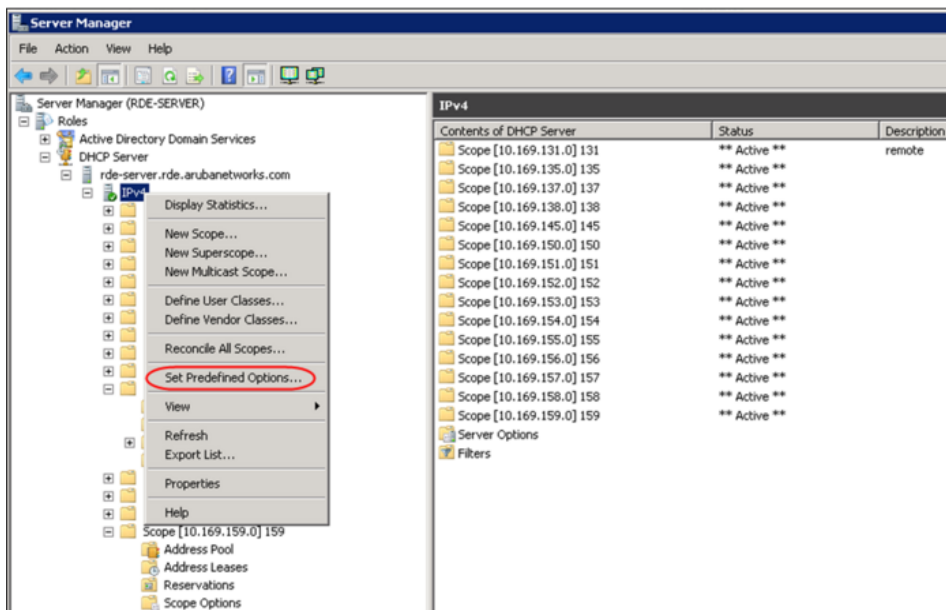 Server Manager
File Action View Help
Server Manager (RDE-SERVER)
Roles
Active Directory Domain Services
DHCP Server
rde-server.rde.arubanetworks.com
IPv4
Display Statistics...
New Scope...
New Superscope...
New Multicast Scope...
Define User Classes...
Define Vendor Classes...
Reconcile All Scopes...
Set Predefined Options...
View
Refresh
Export List...
Properties
Help
Scope [10.169.159.0] 159
Address Pool
Address Leases
Reservations
Scope Options
IPv4
Contents of DHCP Server Status Description
Scope [10.169.131.0] 131 ** Active ** remote
Scope [10.169.135.0] 135 ** Active **
Scope [10.169.137.0] 137 ** Active **
Scope [10.169.138.0] 138 ** Active **
Scope [10.169.145.0] 145 ** Active **
Scope [10.169.150.0] 150 ** Active **
Scope [10.169.151.0] 151 ** Active **
Scope [10.169.152.0] 152 ** Active **
Scope [10.169.153.0] 153 ** Active **
Scope [10.169.154.0] 154 ** Active **
Scope [10.169.155.0] 155 ** Active **
Scope [10.169.156.0] 156 ** Active **
Scope [10.169.157.0] 157 ** Active **
Scope [10.169.158.0] 158 ** Active **
Scope [10.169.159.0] 159 ** Active **
Server Options
Filters